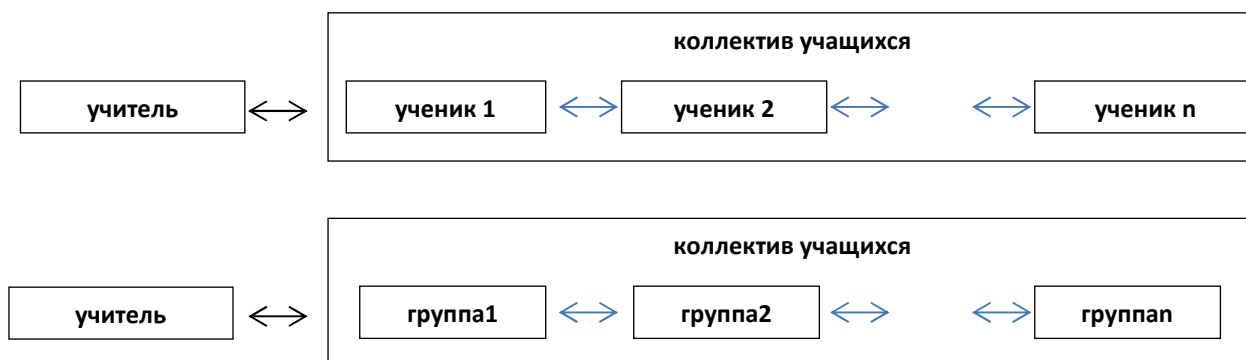 коллектив учащихся
учитель ученик 1 ученик 2 ученик n
коллектив учащихся
учитель группа1 группа2 группаn